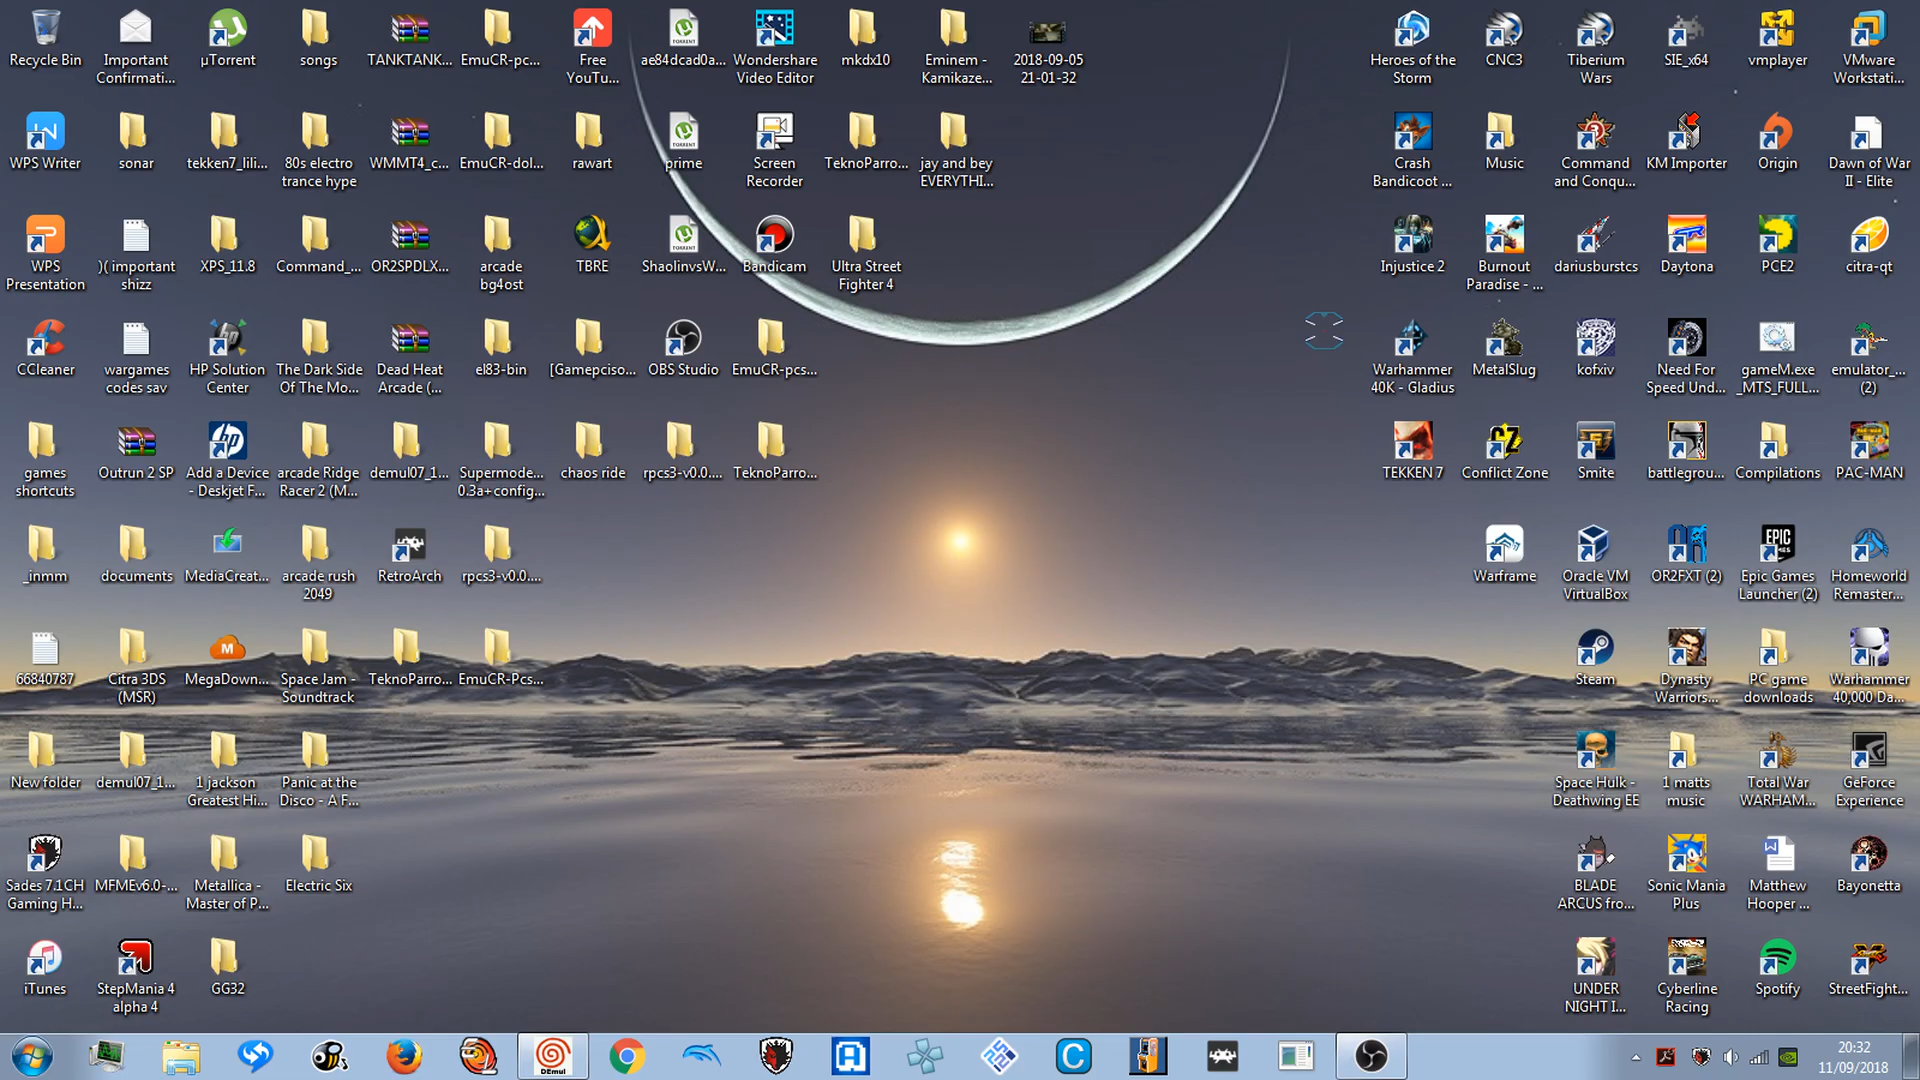 Recycle Bin
Important
Confirmati...
µTorrent
songs
TANKTANK...
EmuCR-pc...
Free
YouTu...
ae84dcad0a...
Wondershare
Video Editor
mkdx10
Eminem -
Kamikaze...
2018-09-05
21-01-32
Heroes of the
Storm
CNC3
Tiberium
Wars
SIE_x64
vmplayer
VMware
Workstati...
WPS Writer
sonar
tekken7_lili...
80s electro
trance hype
WMMT4_c...
EmuCR-dol...
rawart
prime
Screen
Recorder
TeknoParro...
jay and bey
EVERYTHI...
Crash
Bandicoot ...
Music
Command
and Conqu...
KM Importer
Origin
Dawn of War
II - Elite
WPS
Presentation
)( important
shizz
XPS_11.8
Command_...
OR2SPDLX...
arcade
bg4ost
TBRE
ShaolinvsW...
Bandicam
Ultra Street
Fighter 4
Injustice 2
Burnout
Paradise - ...
dariusburstcs
Daytona
PCE2
citra-qt
CCleaner
wargames
codes sav
HP Solution
Center
The Dark Side
Of The Mo...
Dead Heat
Arcade (...
el83-bin
[Gamepciso...
OBS Studio
EmuCR-pcs...
Warhammer
40K - Gladius
MetalSlug
kofxiv
Need For
Speed Und...
gameM.exe
_MTS_FULL...
emulator_...
(2)
games
shortcuts
Outrun 2 SP
Add a Device
- Deskjet F...
arcade Ridge
Racer 2 (M...
demul07_1...
Supermode...
0.3a+config...
chaos ride
rpcs3-v0.0....
TeknoParro...
TEKKEN 7
Conflict Zone
Smite
battlegrou...
Compilations
PAC-MAN
_inmm
documents
MediaCreat...
arcade rush
2049
RetroArch
rpcs3-v0.0....
Warframe
Oracle VM
VirtualBox
OR2FXT (2)
EPIC
GAMES
Epic Games
Launcher (2)
Homeworld
Remaster...
66840787
Citra 3DS
(MSR)
MegaDown...
Space Jam -
Soundtrack
TeknoParro...
EmuCR-Pcs...
Steam
Dynasty
Warriors...
PC game
downloads
Warhammer
40,000 Da...
New folder
demul07_1...
1 jackson
Greatest Hi...
Panic at the
Disco - A F...
Space Hulk -
Deathwing EE
1 matts
music
Total War
WARHAM...
GeForce
Experience
Sades 7.1CH
Gaming H...
MFMEv6.0-...
Metallica -
Master of P...
Electric Six
BLADE
ARCUS fro...
Sonic Mania
Plus
Matthew
Hooper ...
Bayonetta
iTunes
StepMania 4
alpha 4
GG32
UNDER
NIGHT I...
Cyberline
Racing
Spotify
StreetFight...
DEmul
20:32
11/09/2018